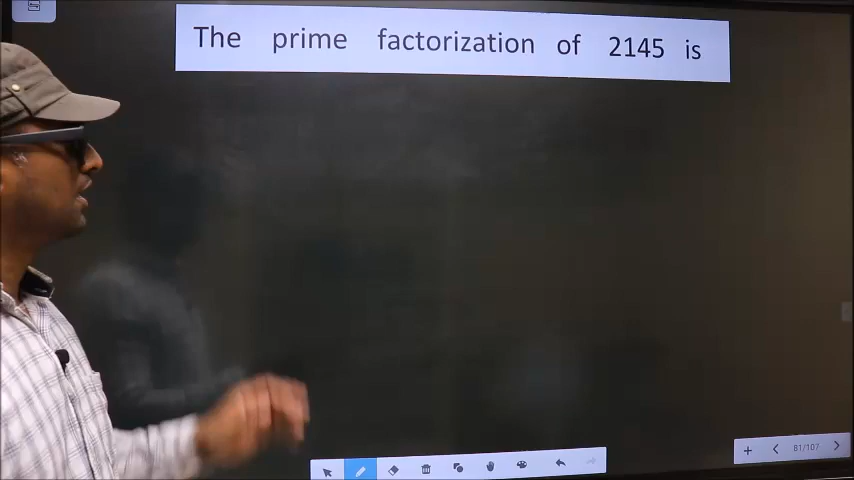 The prime factorization of 2145 is
81/107